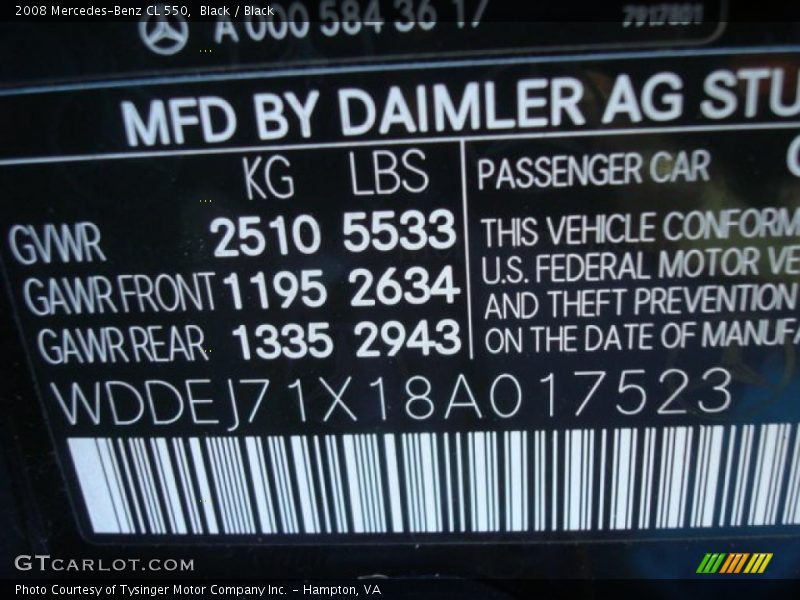 2008 Mercedes-Benz CL 550, Black / Black
A 000 584 36 17
7917881
MFD BY DAIMLER AG STU
KG LBS
PASSENGER CAR
GVWR 2510 5533
GAWR FRONT 1195 2634
GAWR REAR 1335 2943
THIS VEHICLE CONFORM
U.S. FEDERAL MOTOR VE
AND THEFT PREVENTION
ON THE DATE OF MANUFA
WDDEJ71X18A017523
GTCARLOT.COM
Photo Courtesy of Tysinger Motor Company Inc. - Hampton, VA